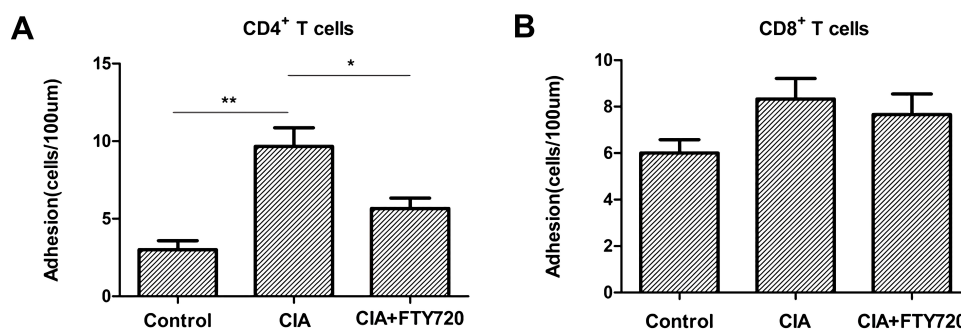 A
CD4⁺ T cells
Adhesion(cells/100um)
15
10
5
0
**
*
Control
CIA
CIA+FTY720
B
CD8⁺ T cells
Adhesion(cells/100um)
10
8
6
4
2
0
Control
CIA
CIA+FTY720